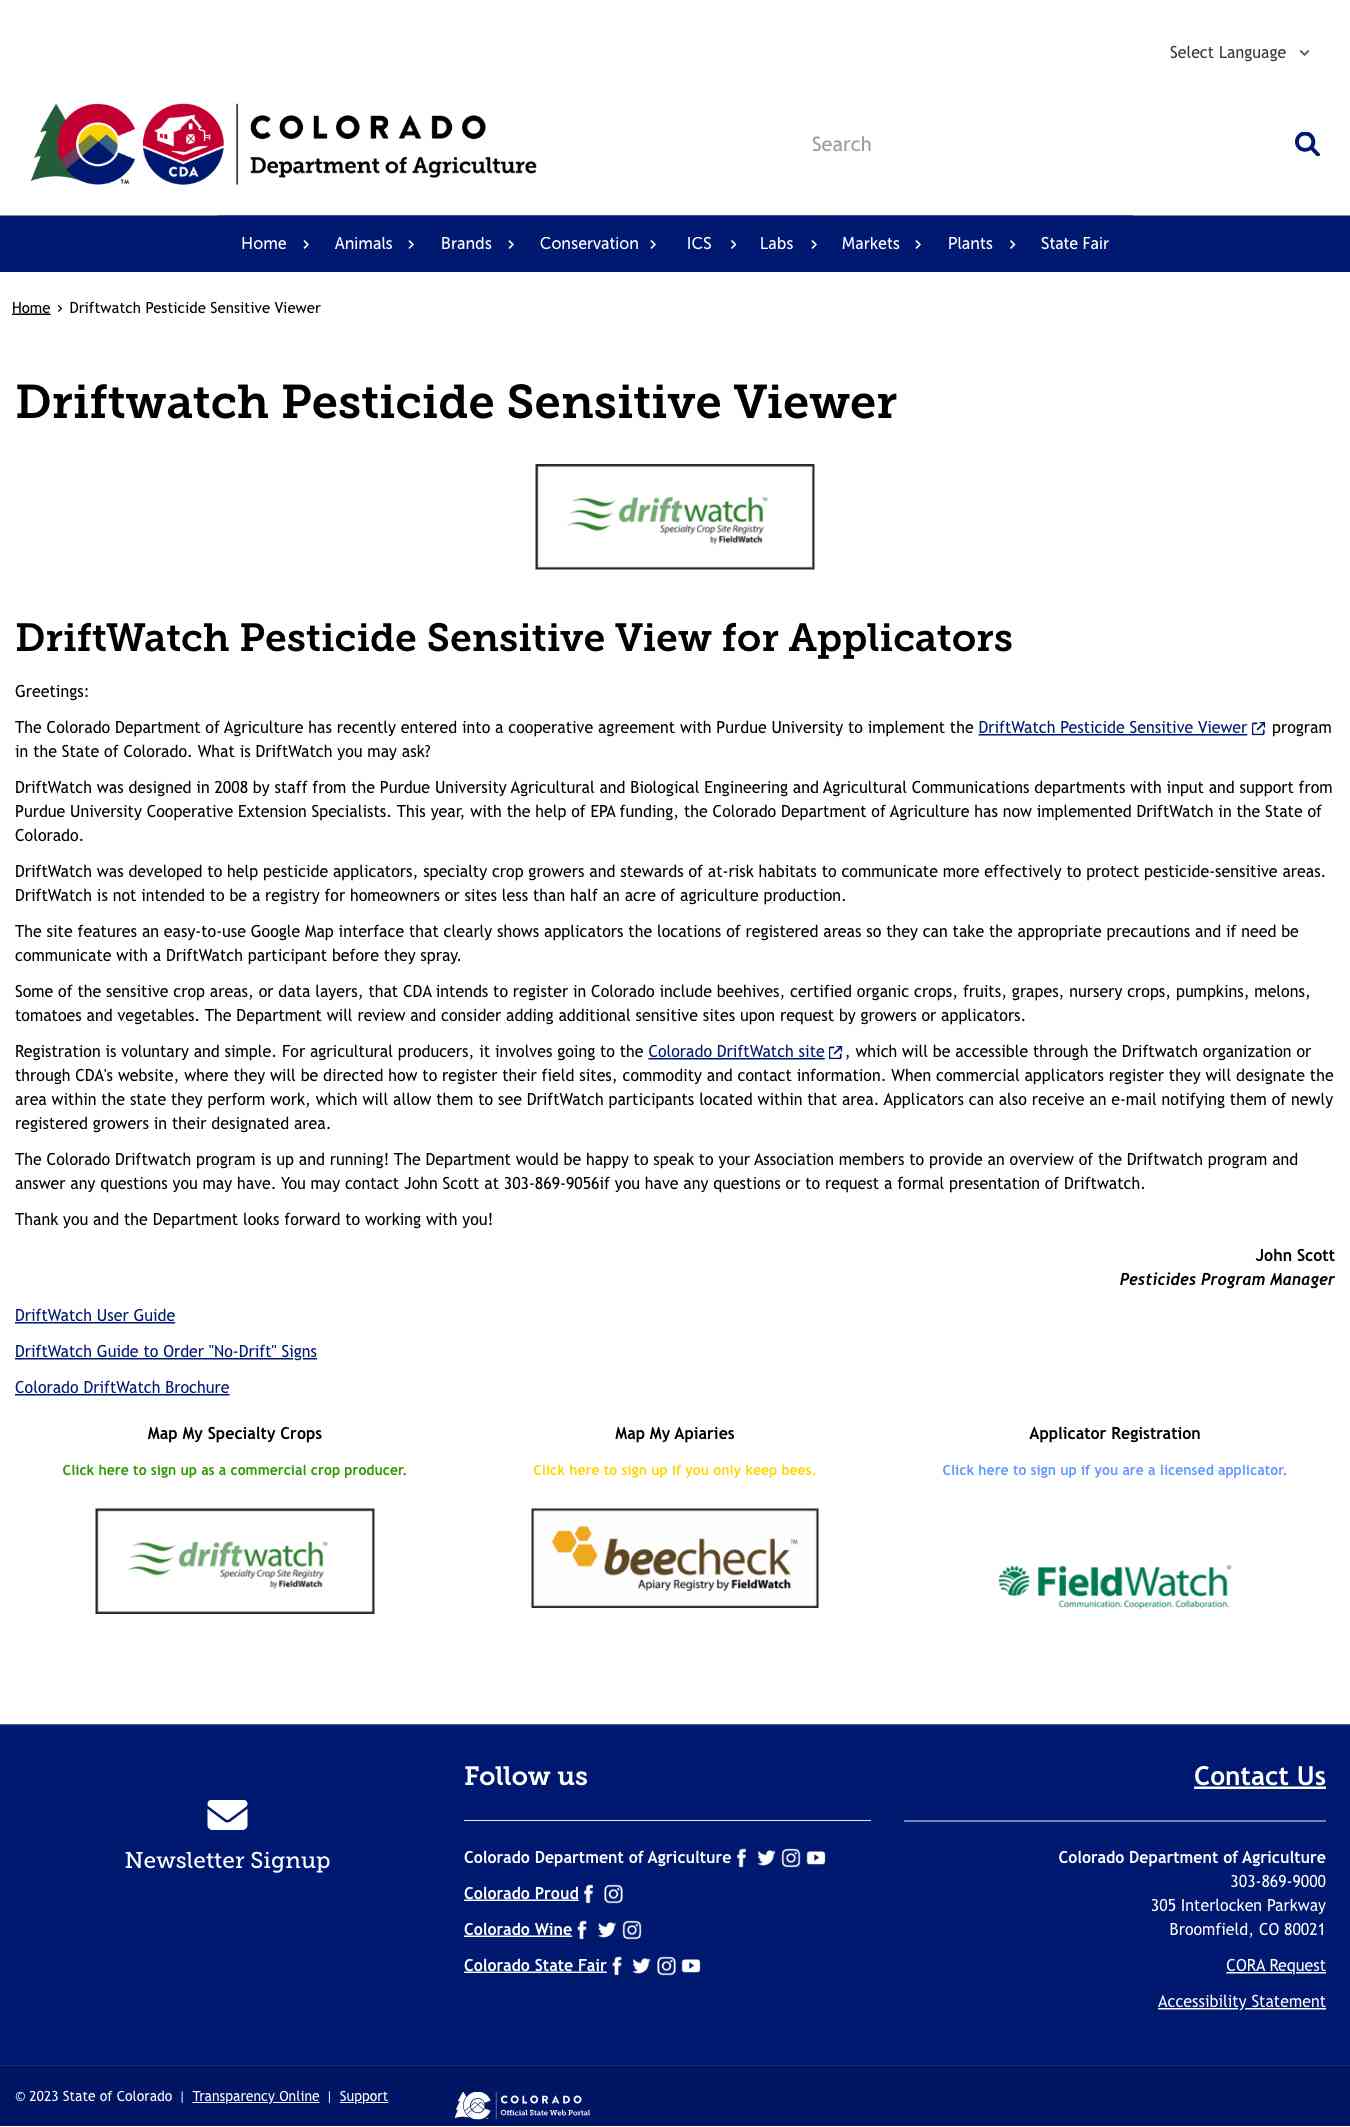 Select Language
CDA
TM
COLORADO
Department of Agriculture
Search
Home Animals Brands Conservation ICS Labs Markets Plants State Fair
Home › Driftwatch Pesticide Sensitive Viewer
Driftwatch Pesticide Sensitive Viewer
driftwatch®
Specialty Crop Site Registry
by FieldWatch
DriftWatch Pesticide Sensitive View for Applicators
Greetings:
The Colorado Department of Agriculture has recently entered into a cooperative agreement with Purdue University to implement the DriftWatch Pesticide Sensitive Viewer program
in the State of Colorado. What is DriftWatch you may ask?
DriftWatch was designed in 2008 by staff from the Purdue University Agricultural and Biological Engineering and Agricultural Communications departments with input and support from
Purdue University Cooperative Extension Specialists. This year, with the help of EPA funding, the Colorado Department of Agriculture has now implemented DriftWatch in the State of
Colorado.
DriftWatch was developed to help pesticide applicators, specialty crop growers and stewards of at-risk habitats to communicate more effectively to protect pesticide-sensitive areas.
DriftWatch is not intended to be a registry for homeowners or sites less than half an acre of agriculture production.
The site features an easy-to-use Google Map interface that clearly shows applicators the locations of registered areas so they can take the appropriate precautions and if need be
communicate with a DriftWatch participant before they spray.
Some of the sensitive crop areas, or data layers, that CDA intends to register in Colorado include beehives, certified organic crops, fruits, grapes, nursery crops, pumpkins, melons,
tomatoes and vegetables. The Department will review and consider adding additional sensitive sites upon request by growers or applicators.
Registration is voluntary and simple. For agricultural producers, it involves going to the Colorado DriftWatch site, which will be accessible through the Driftwatch organization or
through CDA's website, where they will be directed how to register their field sites, commodity and contact information. When commercial applicators register they will designate the
area within the state they perform work, which will allow them to see DriftWatch participants located within that area. Applicators can also receive an e-mail notifying them of newly
registered growers in their designated area.
The Colorado Driftwatch program is up and running! The Department would be happy to speak to your Association members to provide an overview of the Driftwatch program and
answer any questions you may have. You may contact John Scott at 303-869-9056if you have any questions or to request a formal presentation of Driftwatch.
Thank you and the Department looks forward to working with you!
John Scott
Pesticides Program Manager
DriftWatch User Guide
DriftWatch Guide to Order "No-Drift" Signs
Colorado DriftWatch Brochure
Map My Specialty Crops
Click here to sign up as a commercial crop producer.
driftwatch®
Specialty Crop Site Registry
by FieldWatch
Map My Apiaries
Click here to sign up if you only keep bees.
beecheck™
Apiary Registry by FieldWatch
Applicator Registration
Click here to sign up if you are a licensed applicator.
FieldWatch®
Communication. Cooperation. Collaboration.
Newsletter Signup
Follow us
Colorado Department of Agriculture
Colorado Proud
Colorado Wine
Colorado State Fair
Contact Us
Colorado Department of Agriculture
303-869-9000
305 Interlocken Parkway
Broomfield, CO 80021
CORA Request
Accessibility Statement
© 2023 State of Colorado | Transparency Online | Support
COLORADO
Official State Web Portal